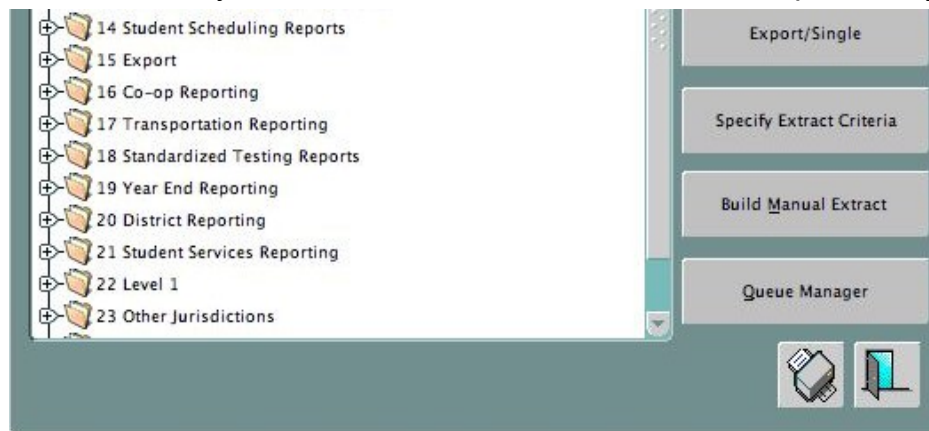 14 Student Scheduling Reports
15 Export
16 Co-op Reporting
17 Transportation Reporting
18 Standardized Testing Reports
19 Year End Reporting
20 District Reporting
21 Student Services Reporting
22 Level 1
23 Other Jurisdictions
Export/Single
Specify Extract Criteria
Build Manual Extract
Queue Manager